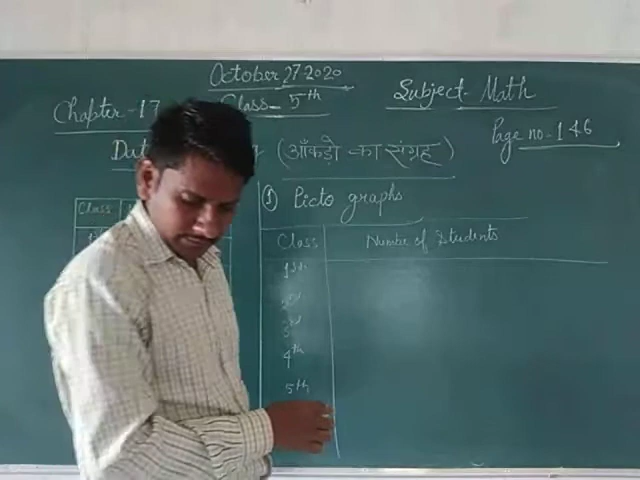 October 27-2020
Chapter-17 Class- 5th Subject- Math
Page no.-146
(आँकड़ो का संग्रह)
① Picto graphs
Class
Class Number of Students
1st
2nd
3rd
4th
5th